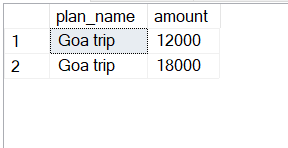 plan_name amount
1 Goa trip 12000
2 Goa trip 18000